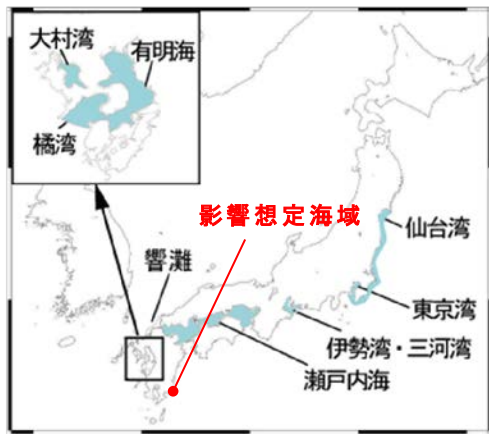 大村湾
有明海
橘湾
影響想定海域
仙台湾
響灘
東京湾
伊勢湾・三河湾
瀬戸内海